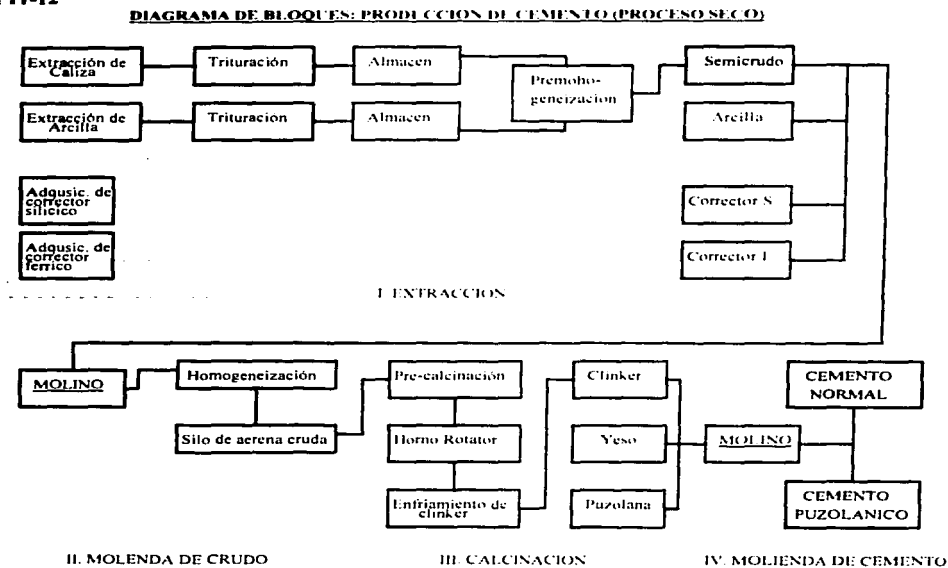 DIAGRAMA DE BLOQUES: PRODUCCION DE CEMENTO (PROCESO SECO)
Extracción de
Caliza
Trituración
Almacen
Premoho-
geneizacion
Semicrudo
Extracción de
Arcilla
Trituración
Almacen
Arcilla
Adqusic. de
corrector
silicico
Corrector S
Adqusic. de
corrector
ferrico
Corrector I
I. EXTRACCION
MOLINO
Homogeneización
Silo de aerena cruda
Pre-calcinación
Horno Rotator
Enfriamiento de
clinker
Clinker
Yeso
Puzolana
MOLINO
CEMENTO
NORMAL
CEMENTO
PUZOLANICO
II. MOLENDA DE CRUDO
III. CALCINACION
IV. MOLIENDA DE CEMENTO